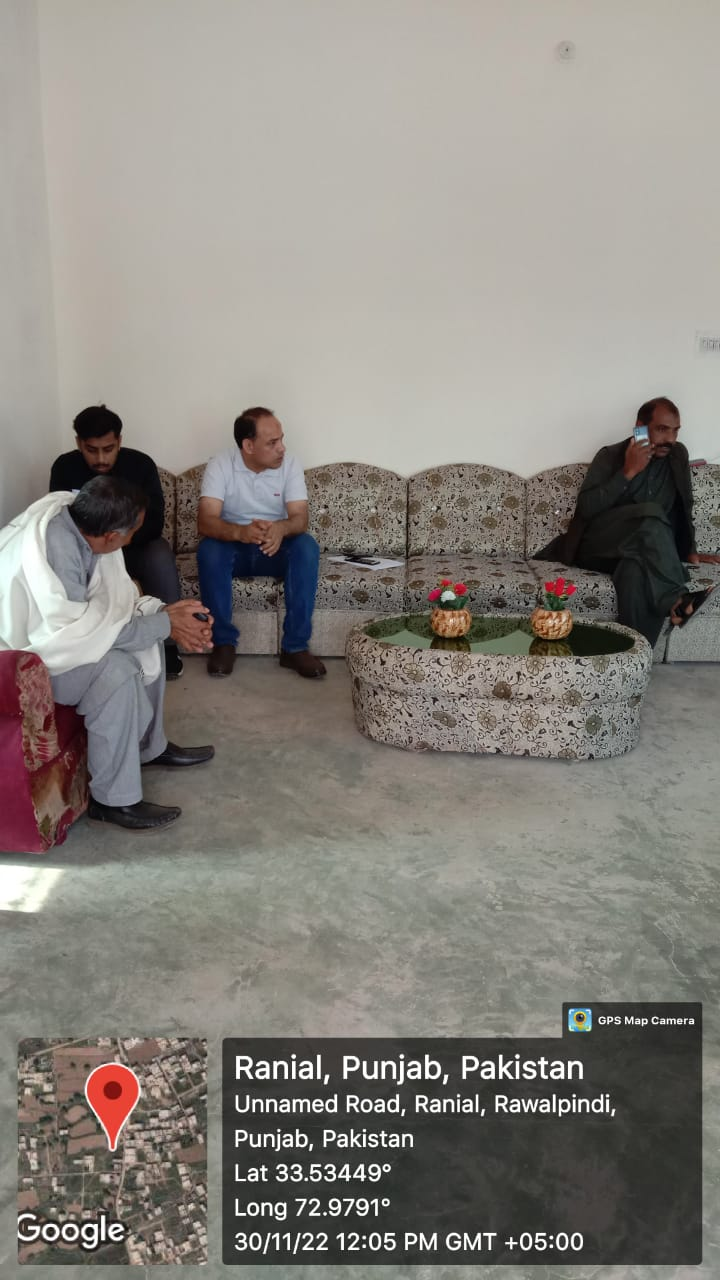 GPS Map Camera
Ranial, Punjab, Pakistan
Unnamed Road, Ranial, Rawalpindi,
Punjab, Pakistan
Lat 33.53449°
Long 72.9791°
30/11/22 12:05 PM GMT +05:00
Google